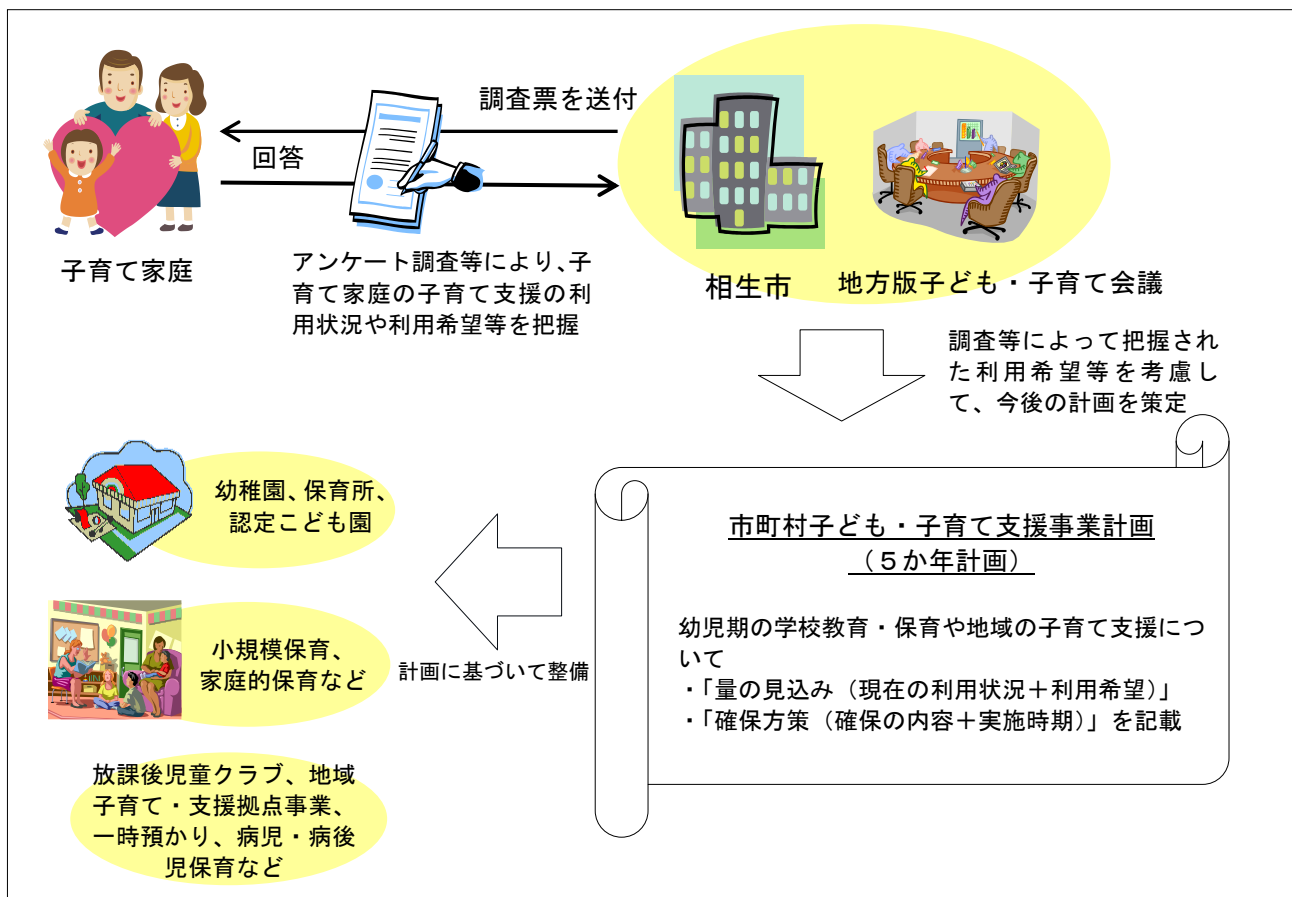 調査票を送付
回答
子育て家庭
アンケート調査等により、子
育て家庭の子育て支援の利
用状況や利用希望等を把握
相生市
地方版子ども・子育て会議
調査等によって把握され
た利用希望等を考慮し
て、今後の計画を策定
市町村子ども・子育て支援事業計画
（５か年計画）
幼児期の学校教育・保育や地域の子育て支援につ
いて
・「量の見込み（現在の利用状況＋利用希望）」
・「確保方策（確保の内容＋実施時期）」を記載
計画に基づいて整備
幼稚園、保育所、
認定こども園
小規模保育、
家庭的保育など
放課後児童クラブ、地域
子育て・支援拠点事業、
一時預かり、病児・病後
児保育など